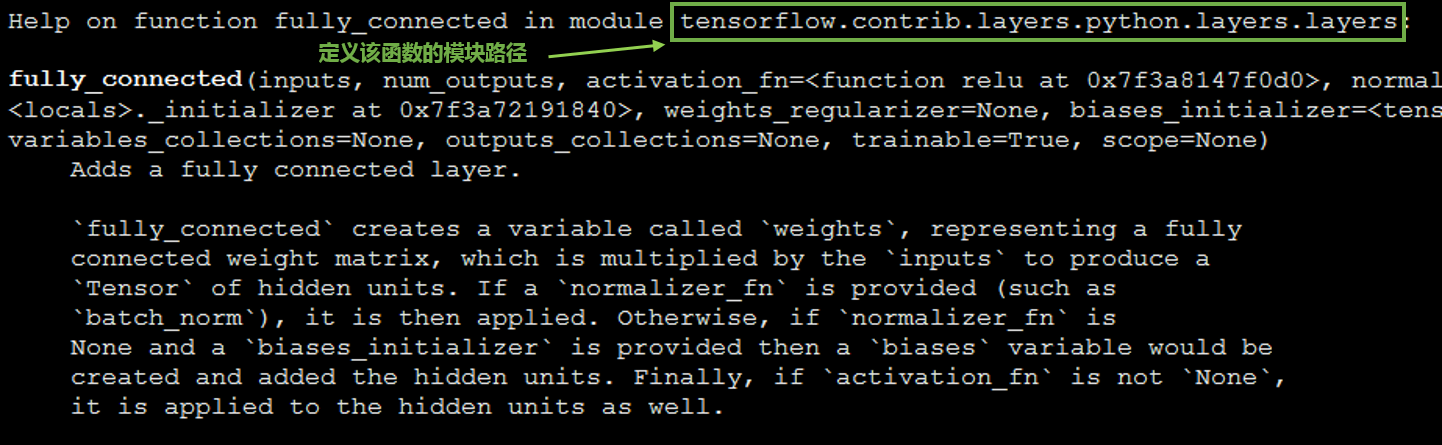 Help on function fully_connected in module tensorflow.contrib.layers.python.layers.layers:
定义该函数的模块路径
fully_connected(inputs, num_outputs, activation_fn=<function relu at 0x7f3a8147f0d0>, normal
<locals>._initializer at 0x7f3a72191840>, weights_regularizer=None, biases_initializer=<tens
variables_collections=None, outputs_collections=None, trainable=True, scope=None)
Adds a fully connected layer.
`fully_connected` creates a variable called `weights`, representing a fully
connected weight matrix, which is multiplied by the `inputs` to produce a
`Tensor` of hidden units. If a `normalizer_fn` is provided (such as
`batch_norm`), it is then applied. Otherwise, if `normalizer_fn` is
None and a `biases_initializer` is provided then a `biases` variable would be
created and added the hidden units. Finally, if `activation_fn` is not `None`,
it is applied to the hidden units as well.